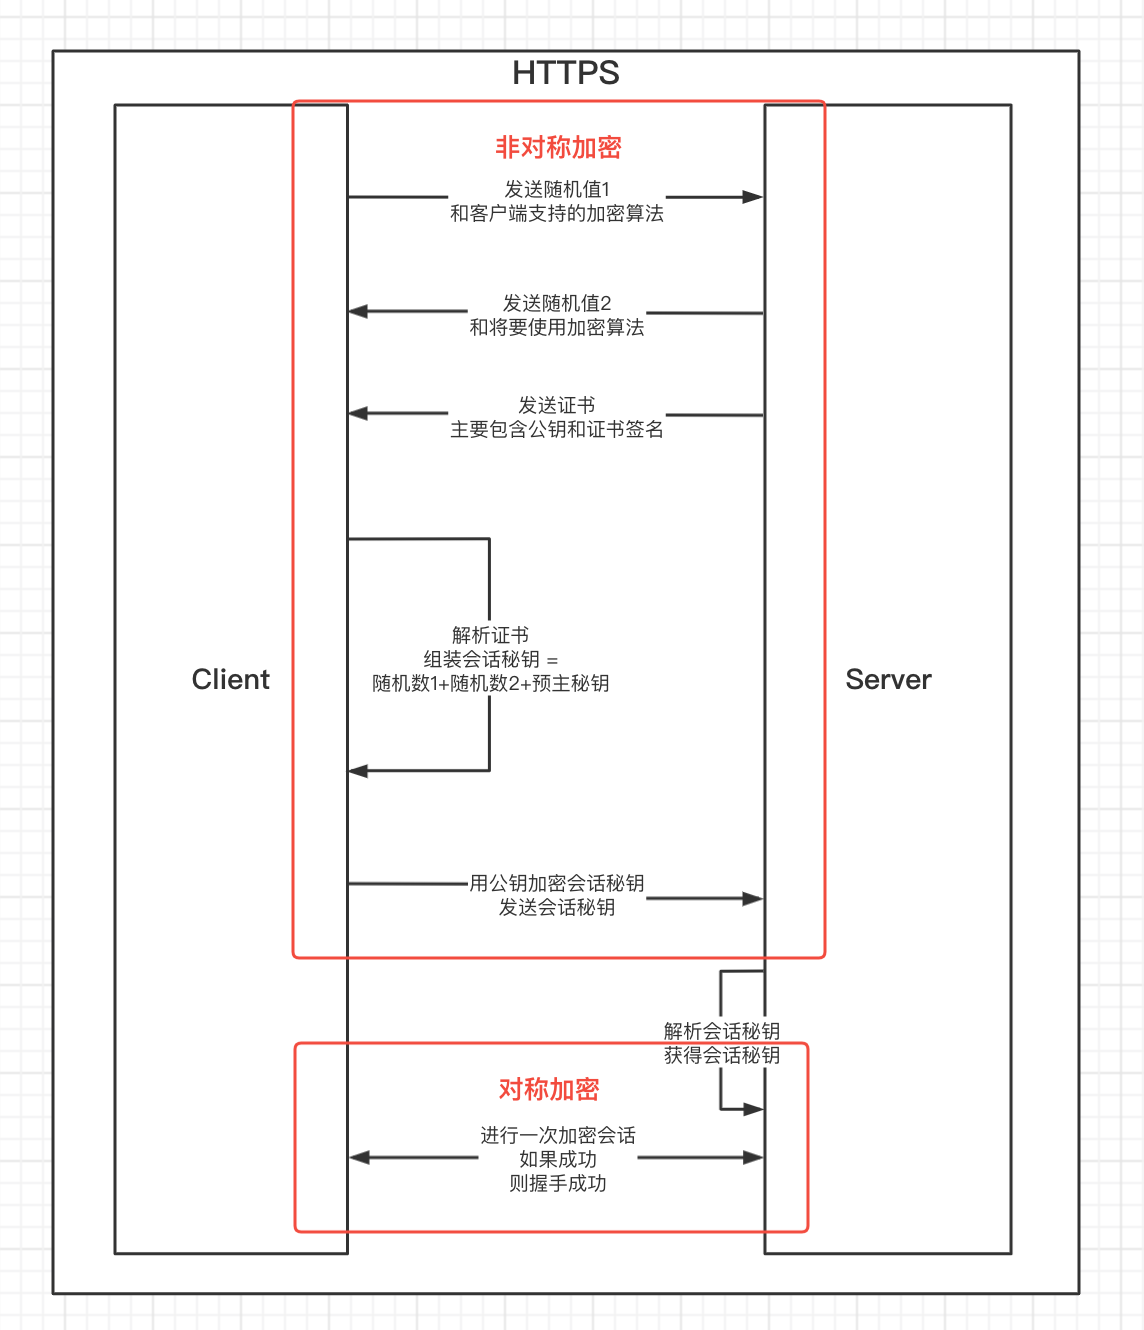 HTTPS
非对称加密
发送随机值1
和客户端支持的加密算法
发送随机值2
和将要使用加密算法
发送证书
主要包含公钥和证书签名
解析证书
组装会话秘钥 =
随机数1+随机数2+预主秘钥
Client
Server
用公钥加密会话秘钥
发送会话秘钥
解析会话秘钥
获得会话秘钥
对称加密
进行一次加密会话
如果成功
则握手成功